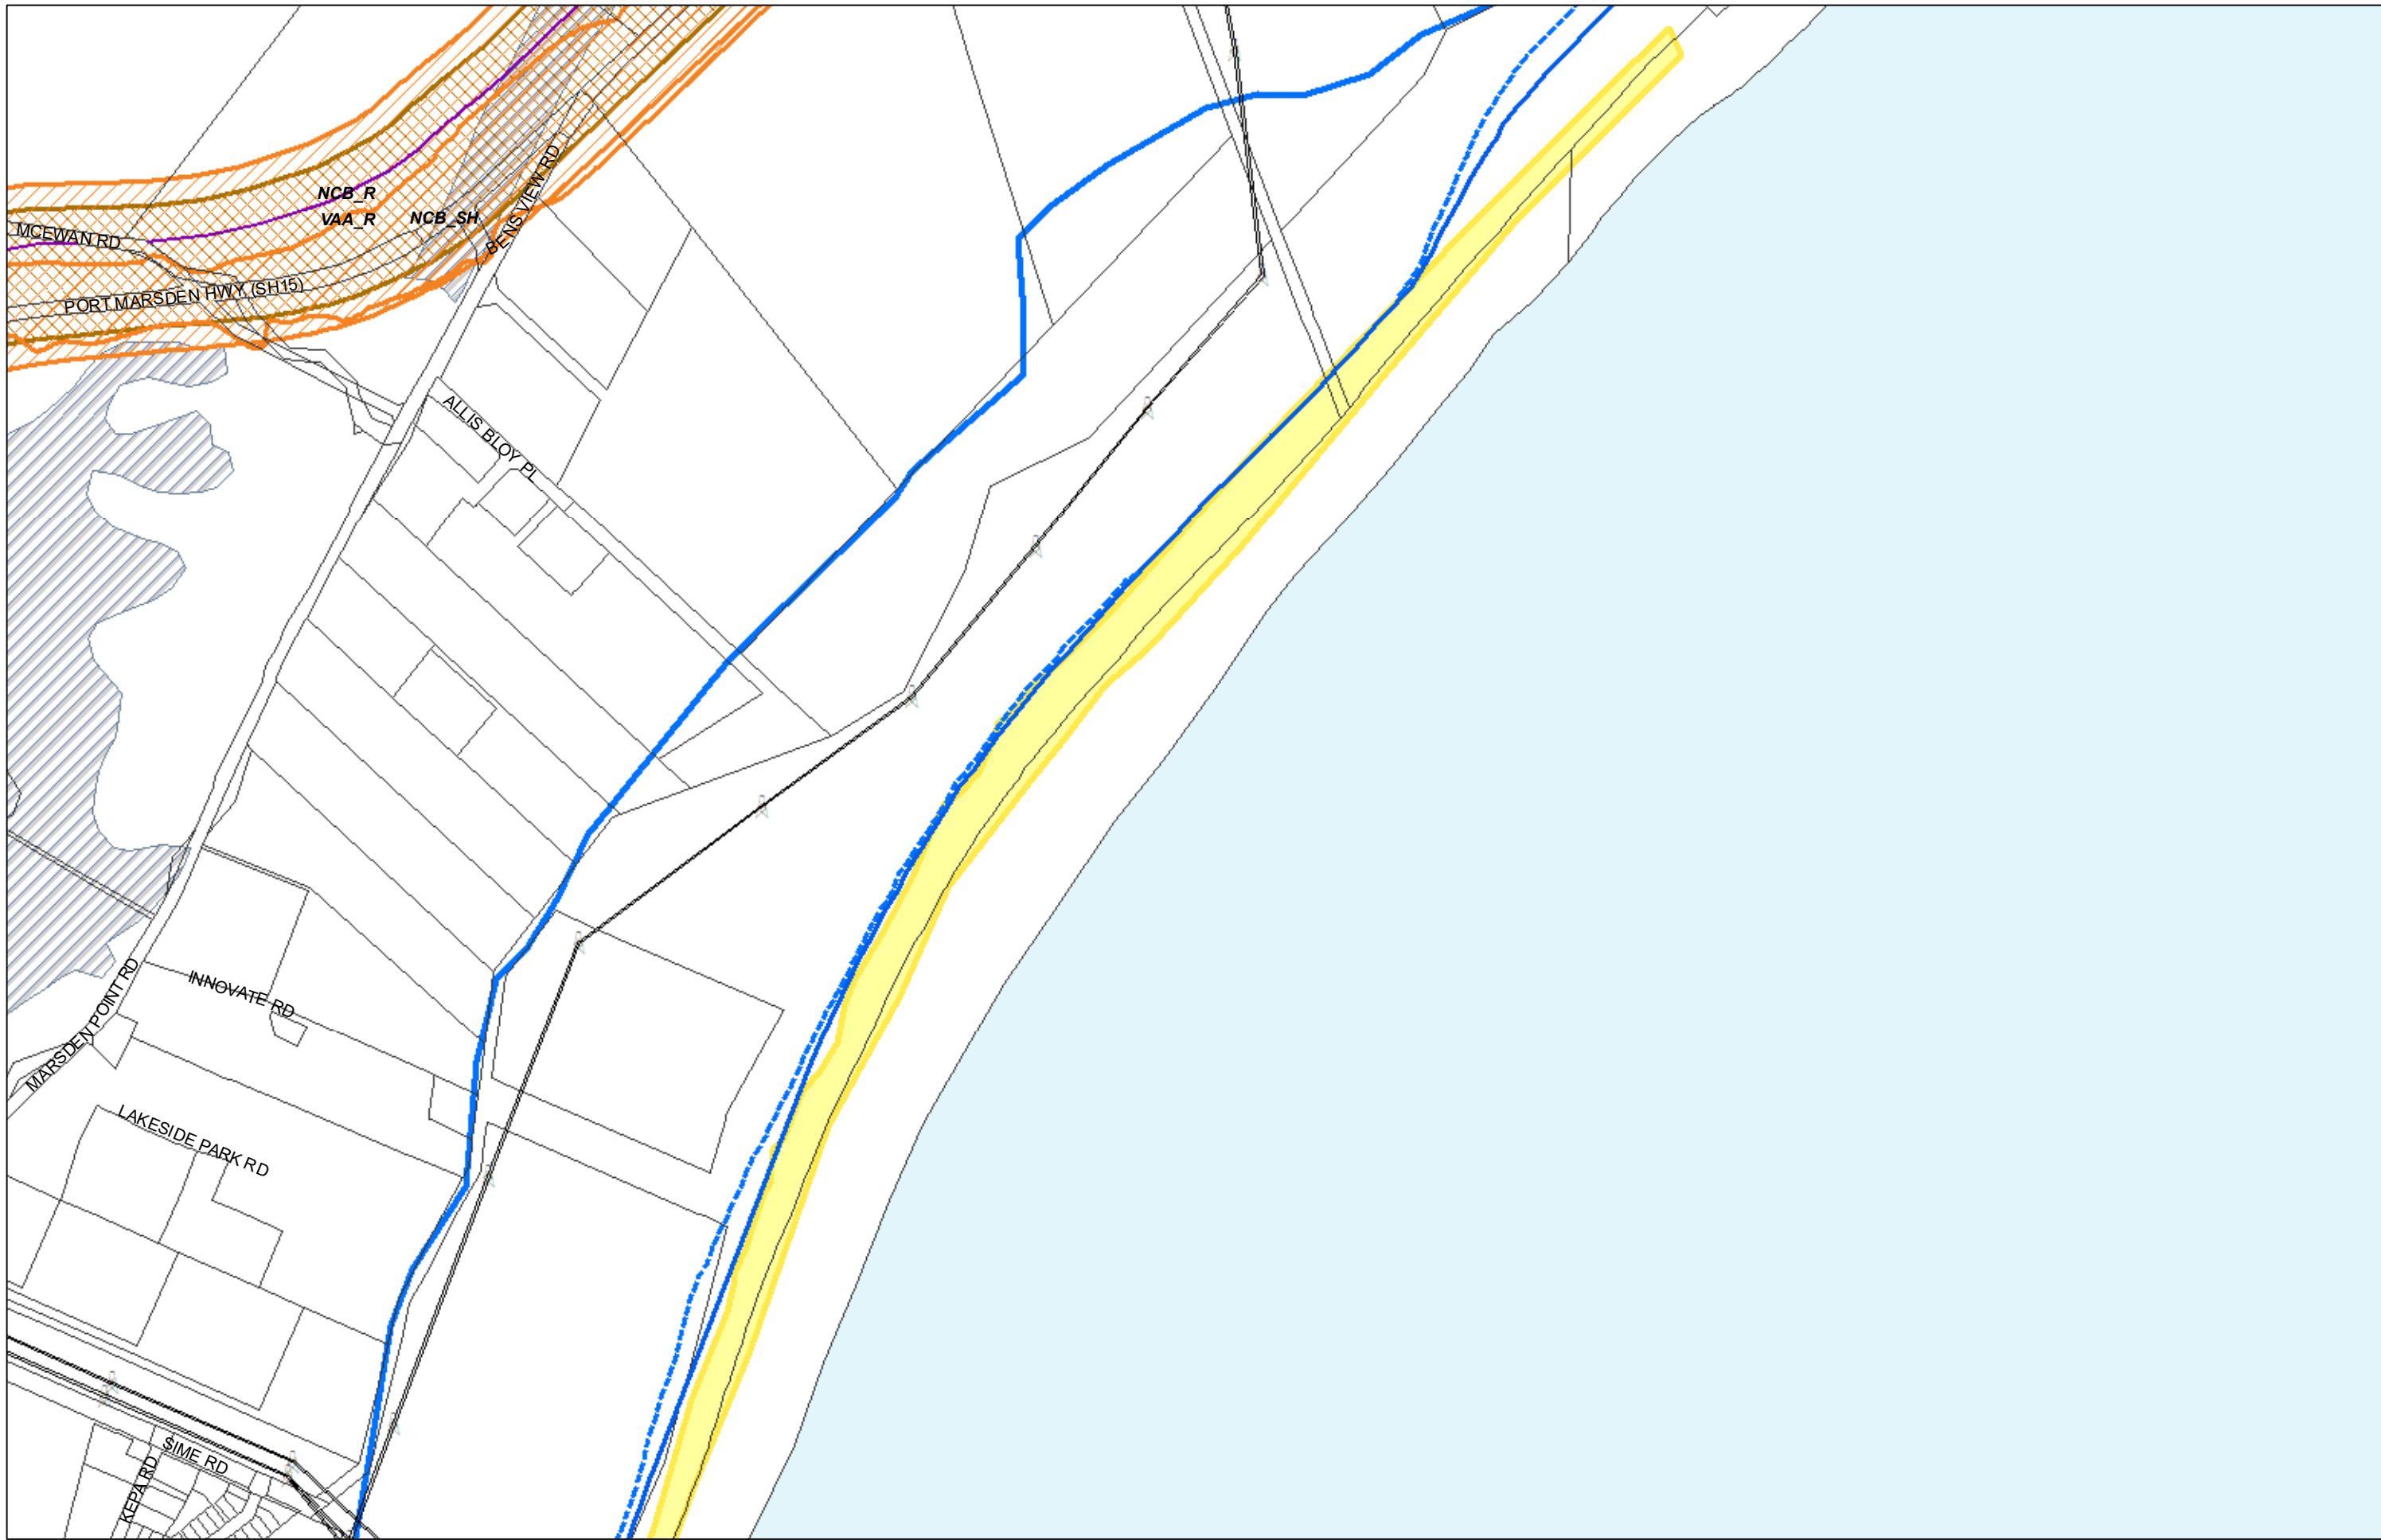 BENS VIEW RD
NCB_R
VAA_R
NCB_SH
MCEWAN RD
PORT MARSDEN HWY (SH15)
ALLIS BLOY PL
INNOVATE RD
MARSDEN POINT RD
LAKESIDE PARK RD
SIME RD
KEPA RD